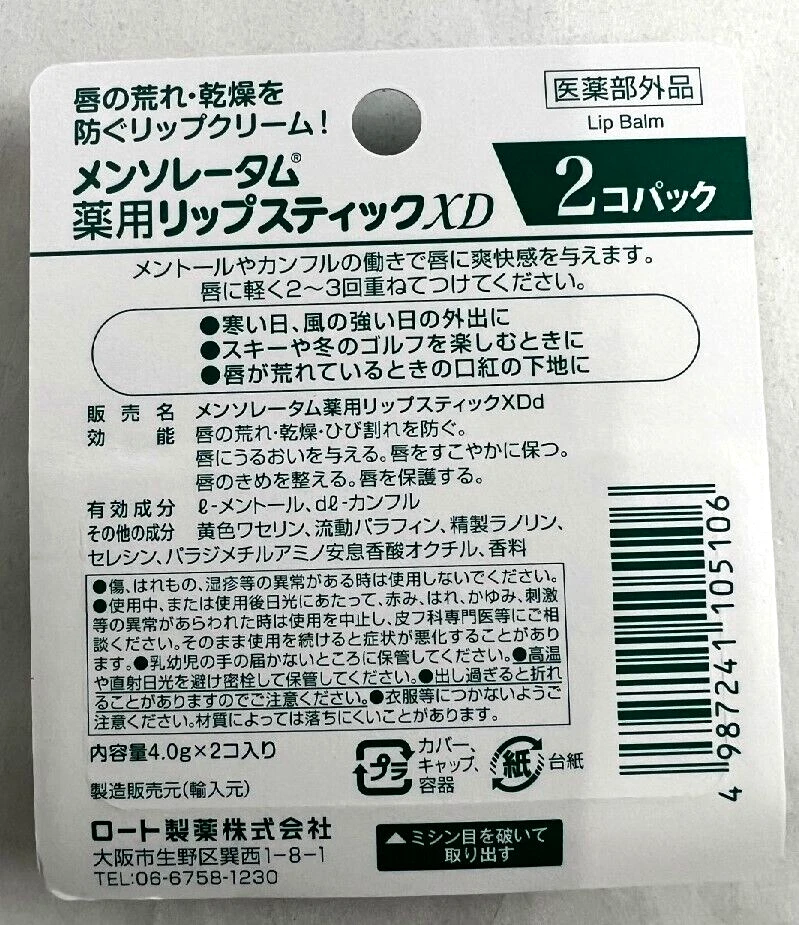 唇の荒れ・乾燥を
防ぐリップクリーム!
医薬部外品
Lip Balm
メンソレータム®
薬用リップスティックXD
2コパック
メントールやカンフルの働きで唇に爽快感を与えます。
唇に軽く2〜3回重ねてつけてください。
●寒い日、風の強い日の外出に
●スキーや冬のゴルフを楽しむときに
●唇が荒れているときの口紅の下地に
販売名 メンソレータム薬用リップスティックXDd
効能 唇の荒れ・乾燥・ひび割れを防ぐ。
唇にうるおいを与える。唇をすこやかに保つ。
唇のきめを整える。唇を保護する。
有効成分 ℓ-メントール、dℓ-カンフル
その他の成分 黄色ワセリン、流動パラフィン、精製ラノリン、
セレシン、パラジメチルアミノ安息香酸オクチル、香料
●傷、はれもの、湿疹等の異常がある時は使用しないでください。
●使用中、または使用後日光にあたって、赤み、はれ、かゆみ、刺激
等の異常があらわれた時は使用を中止し、皮フ科専門医等にご相
談ください。そのまま使用を続けると症状が悪化することがあり
ます。●乳幼児の手の届かないところに保管してください。●高温
や直射日光を避け密栓して保管してください。●出し過ぎると折れ
ることがありますのでご注意ください。●衣服等につかないようご
注意ください。材質によっては落ちにくいことがあります。
内容量4.0g×2コ入り
プラ
カバー、
キャップ、
容器
紙
台紙
製造販売元(輸入元)
ロート製薬株式会社
大阪市生野区巽西1-8-1
TEL:06-6758-1230
▲ミシン目を破いて
取り出す
4 987241 105106